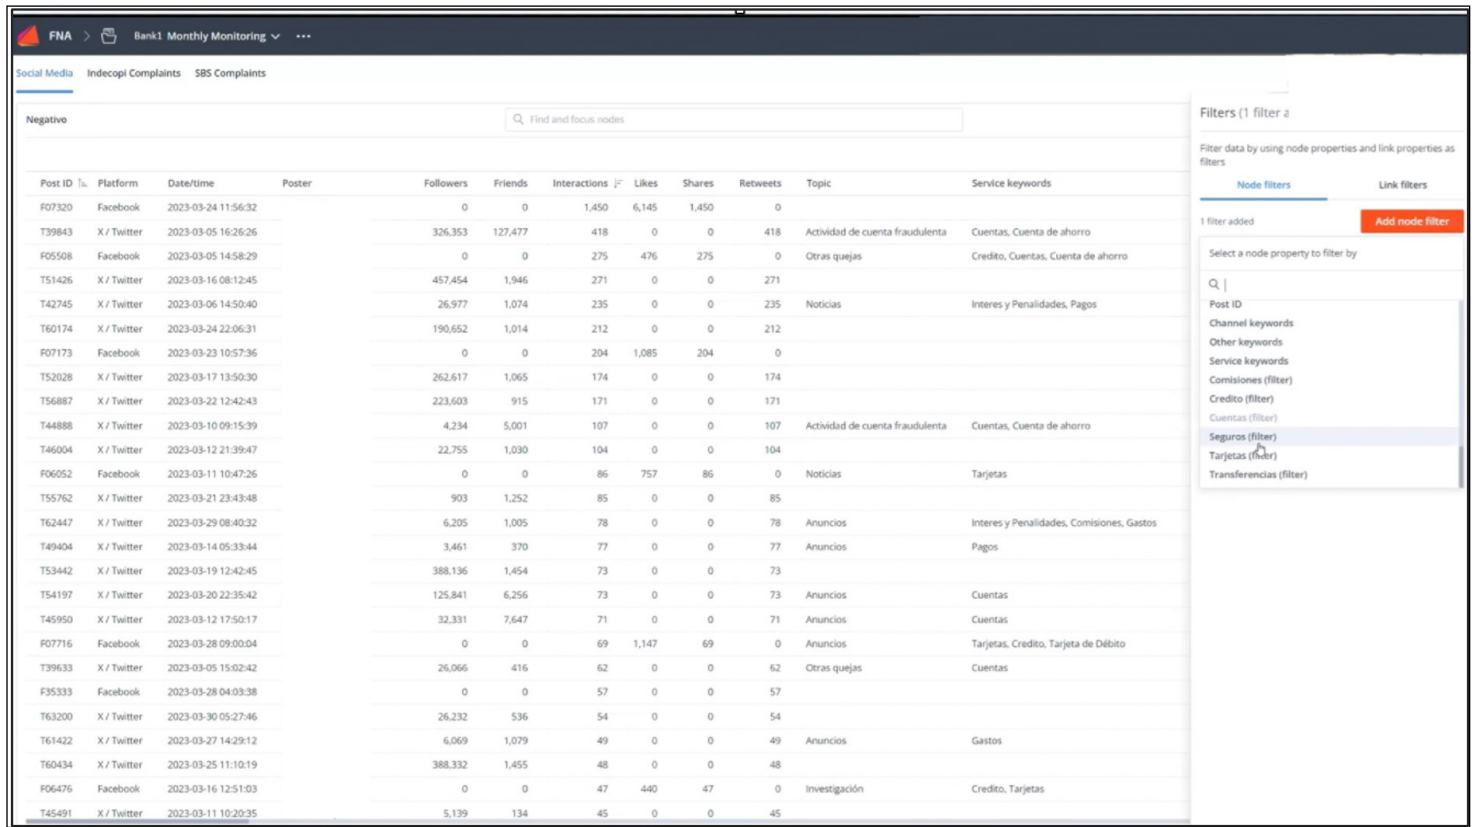 FNA > Bank1 Monthly Monitoring ...
Social Media Indecopi Complaints SBS Complaints
Negativo Find and focus nodes
Post ID Platform Date/time Poster Followers Friends Interactions Likes Shares Retweets Topic Service keywords
F07320 Facebook 2023-03-24 11:56:32 0 0 1,450 6,145 1,450 0
T39843 X / Twitter 2023-03-05 16:26:26 326,353 127,477 418 0 0 418 Actividad de cuenta fraudulenta Cuentas, Cuenta de ahorro
F05508 Facebook 2023-03-05 14:58:29 0 0 275 476 275 0 Otras quejas Credito, Cuentas, Cuenta de ahorro
T51426 X / Twitter 2023-03-16 08:12:45 457,454 1,946 271 0 0 271
T42745 X / Twitter 2023-03-06 14:50:40 26,977 1,074 235 0 0 235 Noticias Interes y Penalidades, Pagos
T60174 X / Twitter 2023-03-24 22:06:31 190,652 1,014 212 0 0 212
F07173 Facebook 2023-03-23 10:57:36 0 0 204 1,085 204 0
T52028 X / Twitter 2023-03-17 13:50:30 262,617 1,065 174 0 0 174
T56887 X / Twitter 2023-03-22 12:42:43 223,603 915 171 0 0 171
T44888 X / Twitter 2023-03-10 09:15:39 4,234 5,001 107 0 0 107 Actividad de cuenta fraudulenta Cuentas, Cuenta de ahorro
T46004 X / Twitter 2023-03-12 21:39:47 22,755 1,030 104 0 0 104
F06052 Facebook 2023-03-11 10:47:26 0 0 86 757 86 0 Noticias Tarjetas
T55762 X / Twitter 2023-03-21 23:43:48 903 1,252 85 0 0 85
T62447 X / Twitter 2023-03-29 08:40:32 6,205 1,005 78 0 0 78 Anuncios Interes y Penalidades, Comisiones, Gastos
T49404 X / Twitter 2023-03-14 05:33:44 3,461 370 77 0 0 77 Anuncios Pagos
T53442 X / Twitter 2023-03-19 12:42:45 388,136 1,454 73 0 0 73
T54197 X / Twitter 2023-03-20 22:35:42 125,841 6,256 73 0 0 73 Anuncios Cuentas
T45950 X / Twitter 2023-03-12 17:50:17 32,331 7,647 71 0 0 71 Anuncios Cuentas
F07716 Facebook 2023-03-28 09:00:04 0 0 69 1,147 69 0 Anuncios Tarjetas, Credito, Tarjeta de Débito
T39633 X / Twitter 2023-03-05 15:02:42 26,066 416 62 0 0 62 Otras quejas Cuentas
F35333 Facebook 2023-03-28 04:03:38 0 0 57 0 0 57
T63200 X / Twitter 2023-03-30 05:27:46 26,232 536 54 0 0 54
T61422 X / Twitter 2023-03-27 14:29:12 6,069 1,079 49 0 0 49 Anuncios Gastos
T60434 X / Twitter 2023-03-25 11:10:19 388,332 1,455 48 0 0 48
F06476 Facebook 2023-03-16 12:51:03 0 0 47 440 47 0 Investigación Credito, Tarjetas
T45491 X / Twitter 2023-03-11 10:20:35 5,139 134 45 0 0 45
Filters (1 filter a
Filter data by using node properties and link properties as
filters
Node filters Link filters
1 filter added Add node filter
Select a node property to filter by
Post ID
Channel keywords
Other keywords
Service keywords
Comisiones (filter)
Credito (filter)
Cuentas (filter)
Seguros (filter)
Tarjetas (filter)
Transferencias (filter)